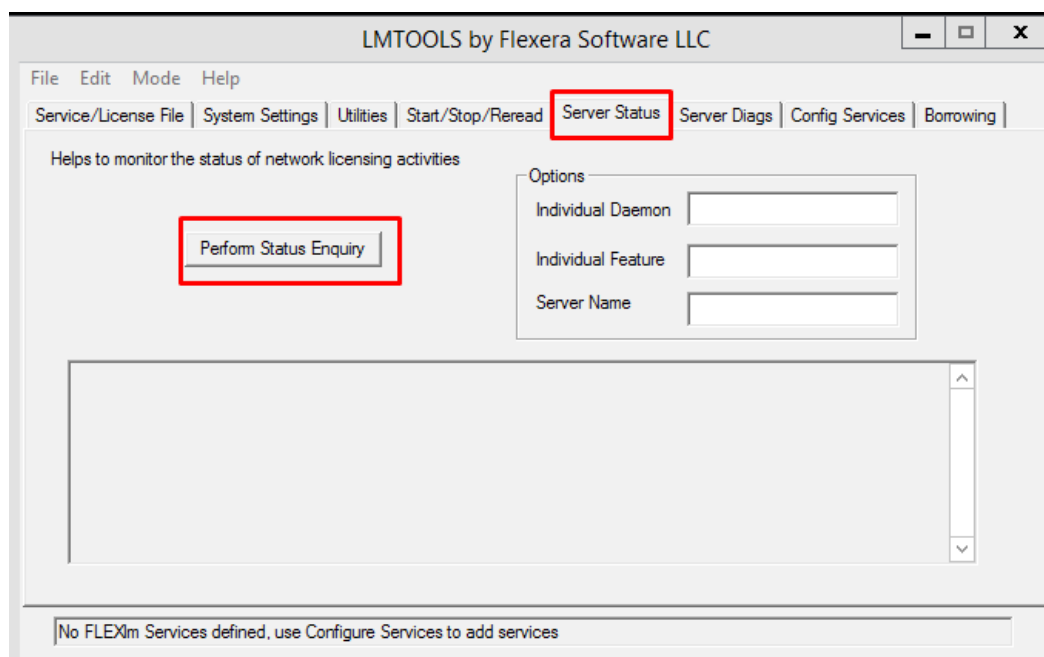 LMTOOLS by Flexera Software LLC
File Edit Mode Help
Service/License File System Settings Utilities Start/Stop/Reread Server Status Server Diags Config Services Borrowing
Helps to monitor the status of network licensing activities
Options
Individual Daemon
Perform Status Enquiry
Individual Feature
Server Name
No FLEXlm Services defined, use Configure Services to add services